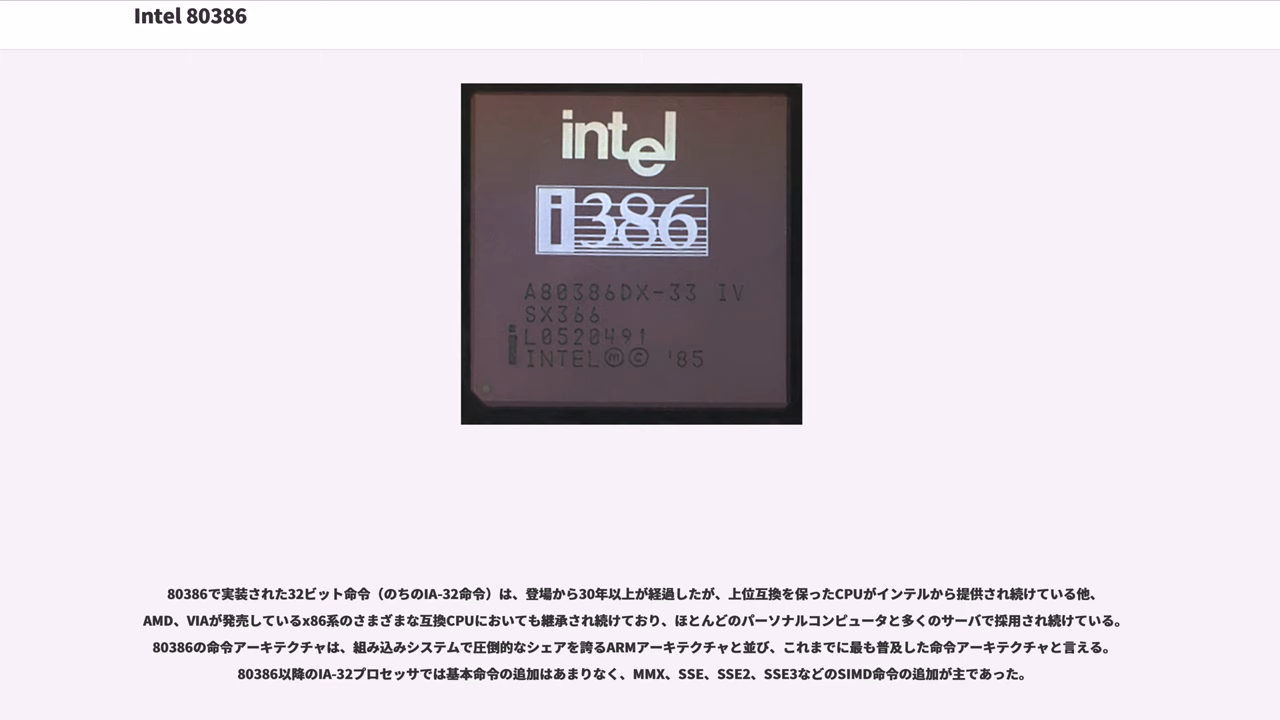 Intel 80386
intel
i386
A80386DX-33 IV
SX366
L0520491
INTELⓜⓒ '85
80386で実装された32ビット命令（のちのIA-32命令）は、登場から30年以上が経過したが、上位互換を保ったCPUがインテルから提供され続けている他、
AMD、VIAが発売しているx86系のさまざまな互換CPUにおいても継承され続けており、ほとんどのパーソナルコンピュータと多くのサーバで採用され続けている。
80386の命令アーキテクチャは、組み込みシステムで圧倒的なシェアを誇るARMアーキテクチャと並び、これまでに最も普及した命令アーキテクチャと言える。
80386以降のIA-32プロセッサでは基本命令の追加はあまりなく、MMX、SSE、SSE2、SSE3などのSIMD命令の追加が主であった。